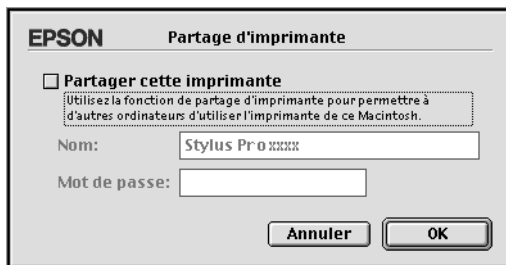 EPSON Partage d'imprimante
Partager cette imprimante
Utilisez la fonction de partage d'imprimante pour permettre à
d'autres ordinateurs d'utiliser l'imprimante de ce Macintosh.
Nom: Stylus Pro xxxx
Mot de passe:
Annuler OK